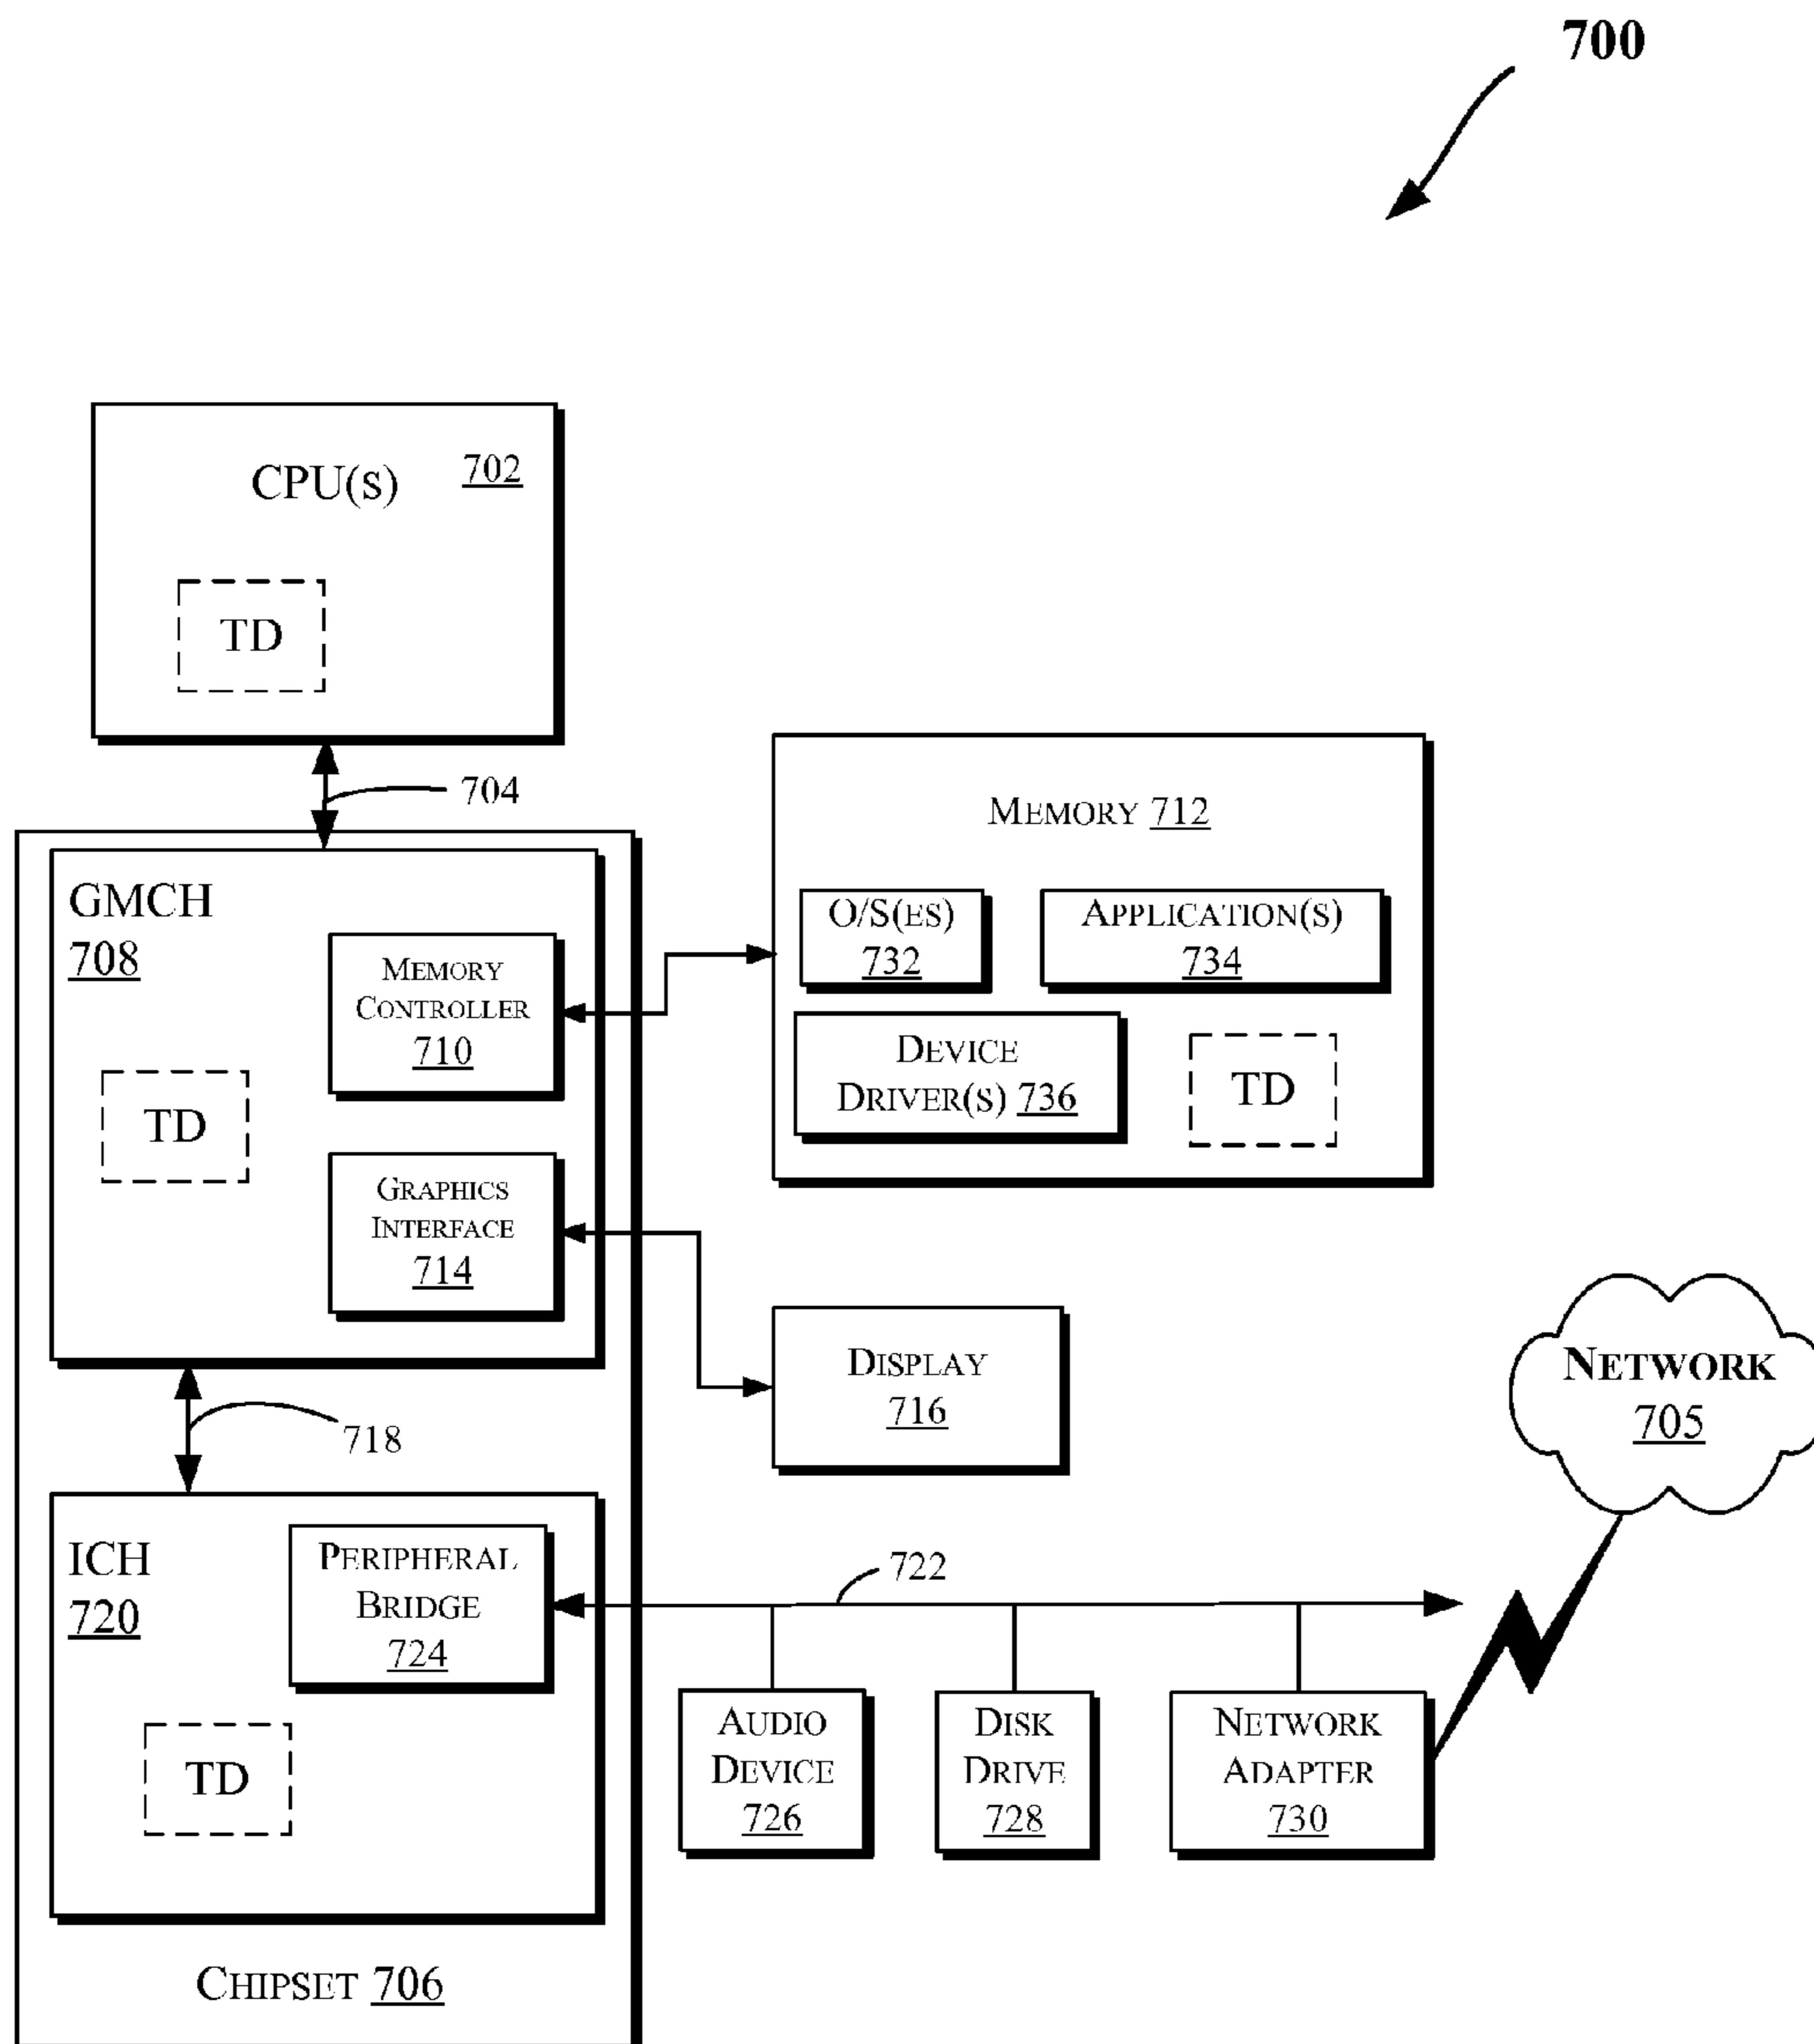 700
CPU(s)
702
TD
704
GMCH
708
MEMORY
CONTROLLER
710
TD
GRAPHICS
INTERFACE
714
MEMORY 712
O/S(ES)
732
APPLICATION(S)
734
DEVICE
DRIVER(S) 736
TD
DISPLAY
716
NETWORK
705
718
ICH
720
PERIPHERAL
BRIDGE
724
TD
722
AUDIO
DEVICE
726
DISK
DRIVE
728
NETWORK
ADAPTER
730
CHIPSET 706